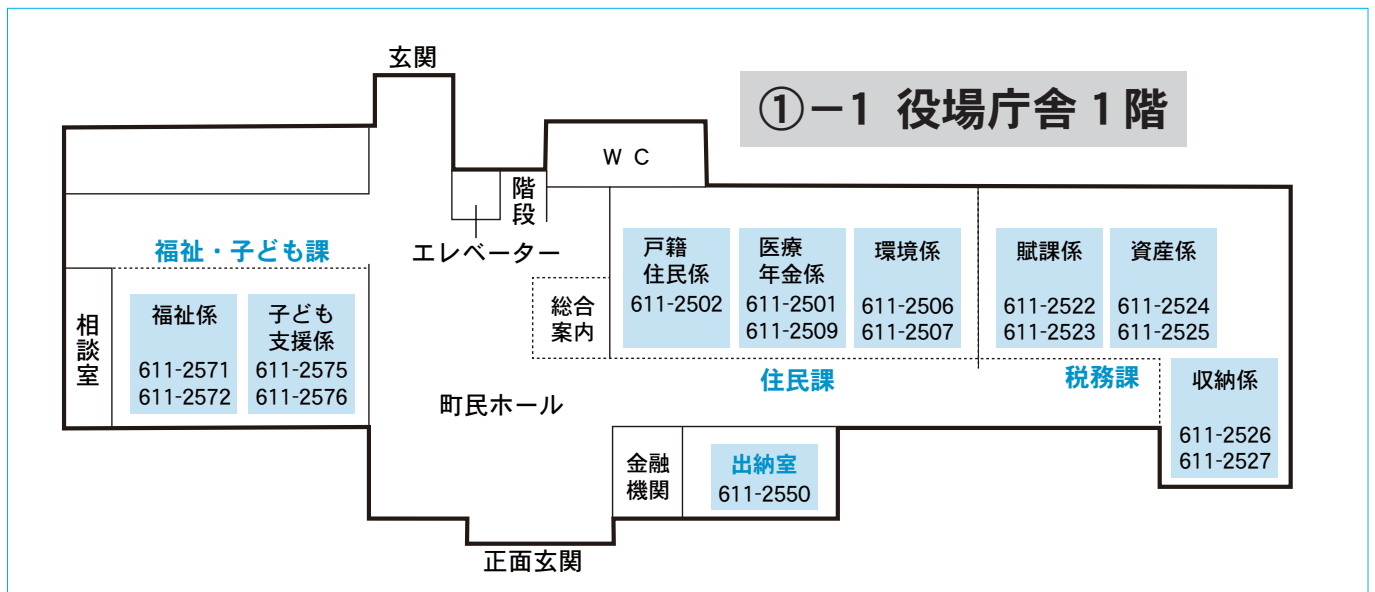 玄関
①−1 役場庁舎 1 階
W C
階段
エレベーター
福祉・子ども課
相談室
福祉係
611-2571
611-2572
子ども
支援係
611-2575
611-2576
総合
案内
戸籍
住民係
611-2502
医療
年金係
611-2501
611-2509
環境係
611-2506
611-2507
賦課係
611-2522
611-2523
資産係
611-2524
611-2525
住民課
税務課
収納係
611-2526
611-2527
町民ホール
金融
機関
出納室
611-2550
正面玄関